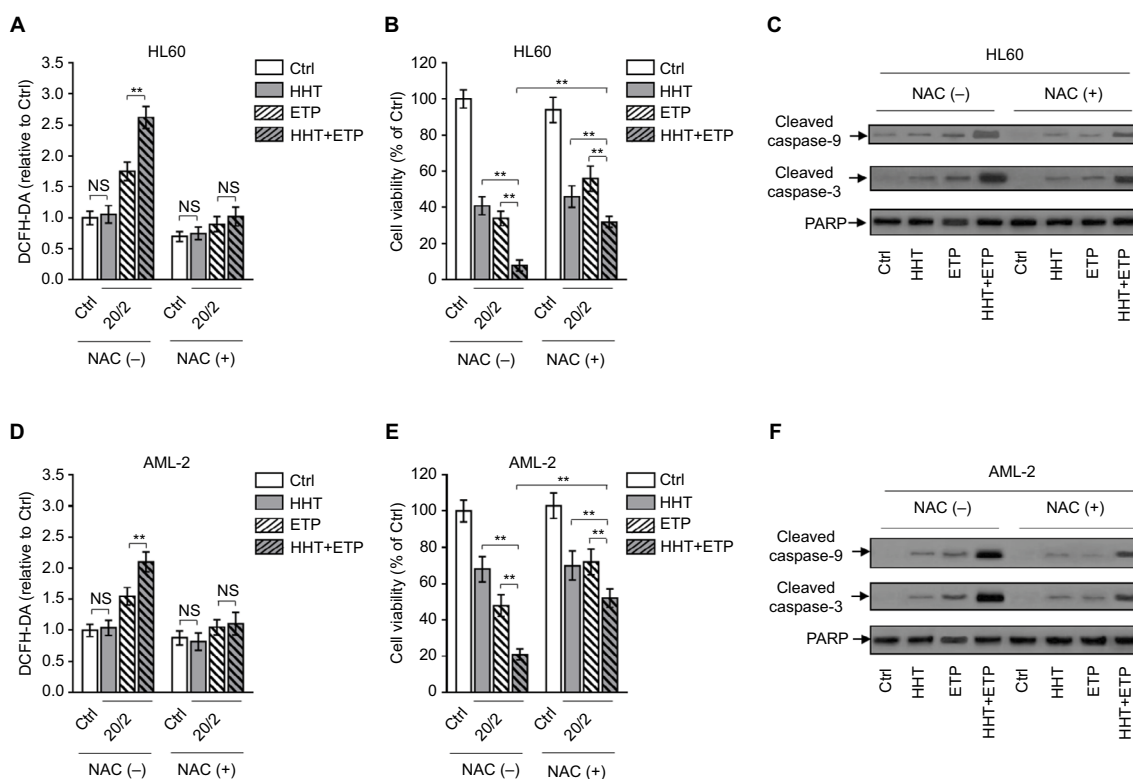 A
HL60
DCFH-DA (relative to Ctrl)
3.5
3.0
2.5
2.0
1.5
1.0
0.5
0.0
NS
**
NS
Ctrl
20/2
Ctrl
20/2
NAC (–)
NAC (+)
Ctrl
HHT
ETP
HHT+ETP
B
HL60
Cell viability (% of Ctrl)
120
100
80
60
40
20
0
**
**
**
**
**
Ctrl
20/2
Ctrl
20/2
NAC (–)
NAC (+)
Ctrl
HHT
ETP
HHT+ETP
C
HL60
NAC (–)
NAC (+)
Cleaved
caspase-9
Cleaved
caspase-3
PARP
Ctrl
HHT
ETP
HHT+ETP
Ctrl
HHT
ETP
HHT+ETP
D
AML-2
DCFH-DA (relative to Ctrl)
3.5
3.0
2.5
2.0
1.5
1.0
0.5
0.0
NS
**
NS
NS
Ctrl
20/2
Ctrl
20/2
NAC (–)
NAC (+)
Ctrl
HHT
ETP
HHT+ETP
E
AML-2
Cell viability (% of Ctrl)
120
100
80
60
40
20
0
**
**
**
**
**
Ctrl
20/2
Ctrl
20/2
NAC (–)
NAC (+)
Ctrl
HHT
ETP
HHT+ETP
F
AML-2
NAC (–)
NAC (+)
Cleaved
caspase-9
Cleaved
caspase-3
PARP
Ctrl
HHT
ETP
HHT+ETP
Ctrl
HHT
ETP
HHT+ETP